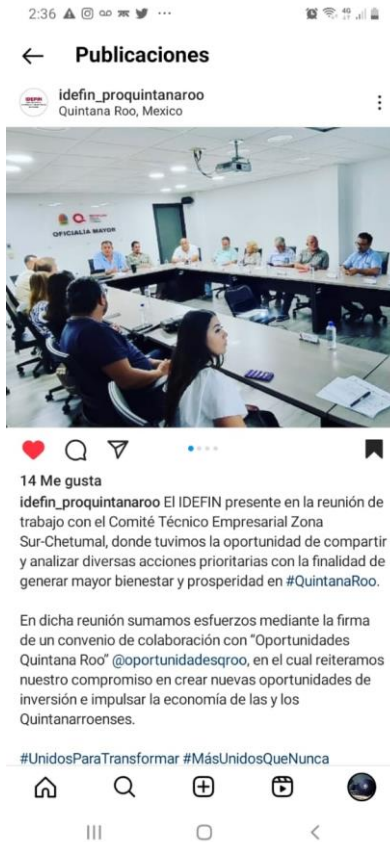 2:36
Publicaciones
IDEFIN
idefin_proquintanaroo
Quintana Roo, Mexico
OFICIALÍA MAYOR
14 Me gusta
idefin_proquintanaroo El IDEFIN presente en la reunión de
trabajo con el Comité Técnico Empresarial Zona
Sur-Chetumal, donde tuvimos la oportunidad de compartir
y analizar diversas acciones prioritarias con la finalidad de
generar mayor bienestar y prosperidad en #QuintanaRoo.
En dicha reunión sumamos esfuerzos mediante la firma
de un convenio de colaboración con “Oportunidades
Quintana Roo” @oportunidadesqroo, en el cual reiteramos
nuestro compromiso en crear nuevas oportunidades de
inversión e impulsar la economía de las y los
Quintanarroenses.
#UnidosParaTransformar #MásUnidosQueNunca